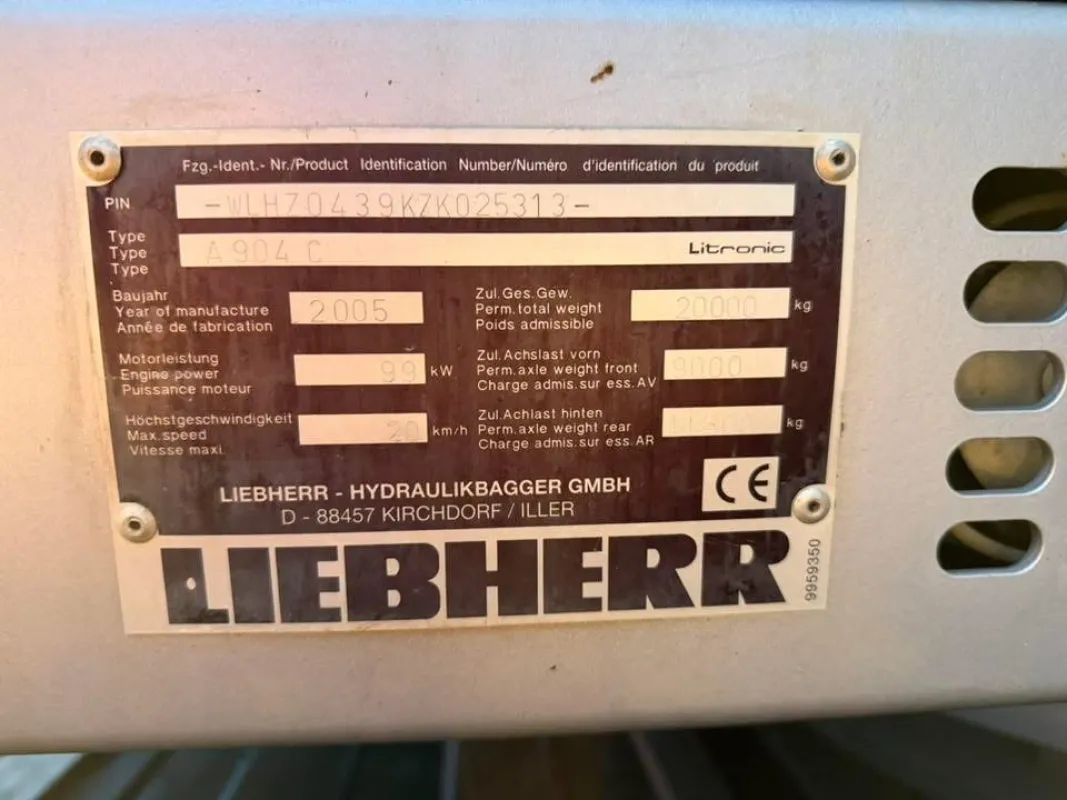 Fzg.-Ident.- Nr./Product Identification Number/Numéro d'identification du produit
PIN -WLHZ0439KZK025313-
Type
Type A 904 C Litronic
Type
Baujahr
Year of manufacture 2005
Année de fabrication
Zul. Ges. Gew.
Perm. total weight 20000 kg
Poids admissible
Motorleistung
Engine power 99 kW
Puissance moteur
Zul. Achslast vorn
Perm. axle weight front 9000 kg
Charge admis. sur ess. AV
Höchstgeschwindigkeit
Max. speed 20 km/h
Vitesse maxi.
Zul. Achlast hinten
Perm. axle weight rear kg
Charge admis. sur ess. AR
LIEBHERR - HYDRAULIKBAGGER GMBH
D - 88457 KIRCHDORF / ILLER
CE
LIEBHERR
9959350